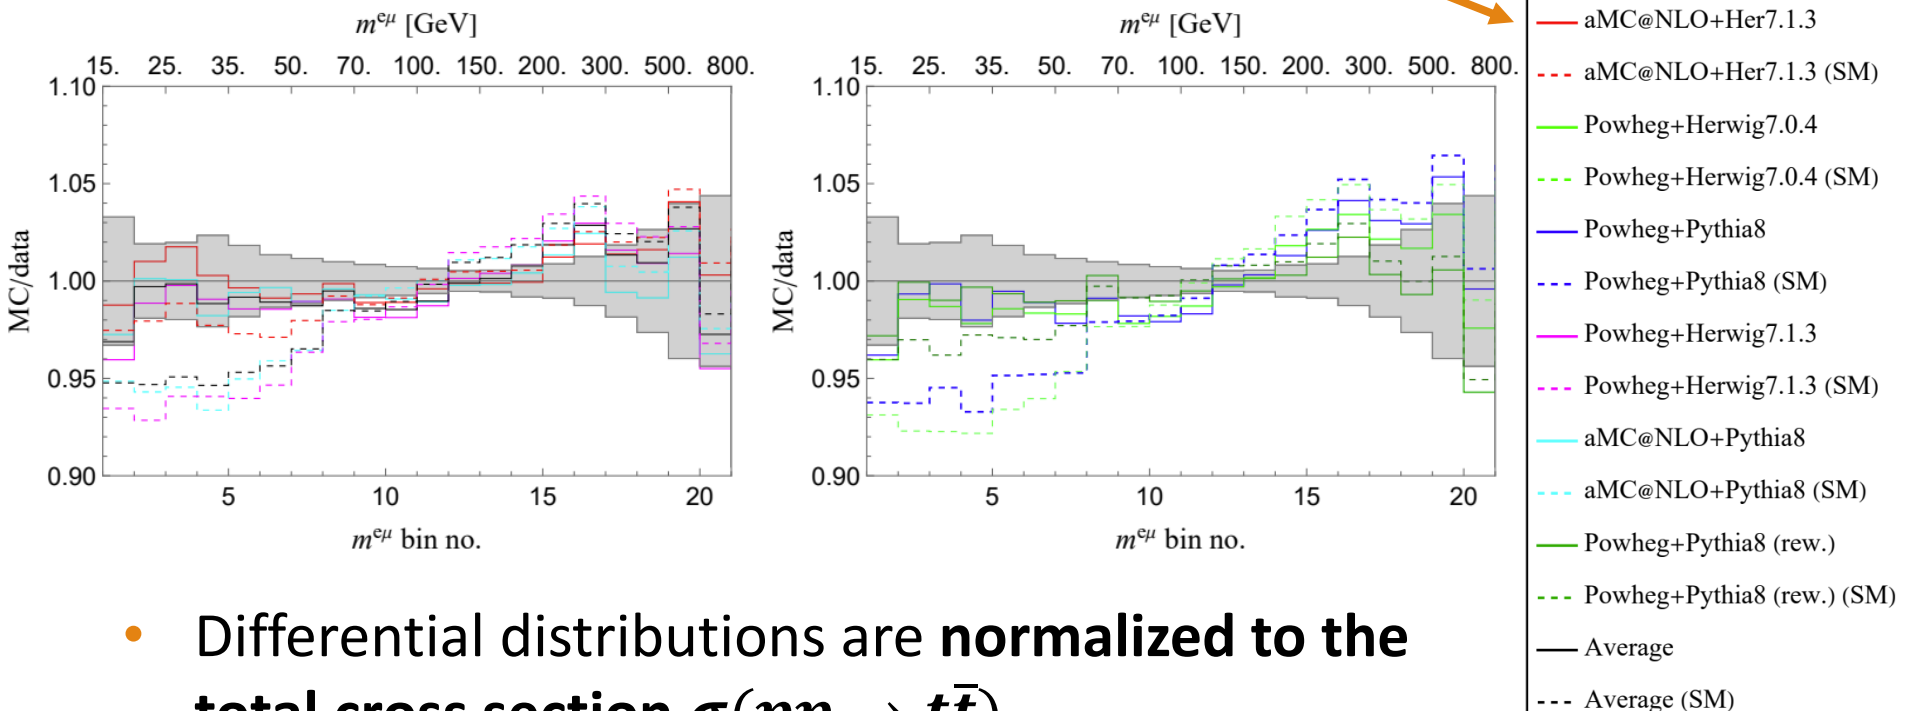 m^eμ [GeV]
15. 25. 35. 50. 70. 100. 150. 200. 300. 500. 800.
1.10
1.05
1.00
0.95
0.90
MC/data
5 10 15 20
m^eμ bin no.
m^eμ [GeV]
15. 25. 35. 50. 70. 100. 150. 200. 300. 500. 800.
1.10
1.05
1.00
0.95
0.90
MC/data
5 10 15 20
m^eμ bin no.
aMC@NLO+Her7.1.3
aMC@NLO+Her7.1.3 (SM)
Powheg+Herwig7.0.4
Powheg+Herwig7.0.4 (SM)
Powheg+Pythia8
Powheg+Pythia8 (SM)
Powheg+Herwig7.1.3
Powheg+Herwig7.1.3 (SM)
aMC@NLO+Pythia8
aMC@NLO+Pythia8 (SM)
Powheg+Pythia8 (rew.)
Powheg+Pythia8 (rew.) (SM)
Average
Average (SM)
• Differential distributions are normalized to the
total cross section σ(pp → tt̄)